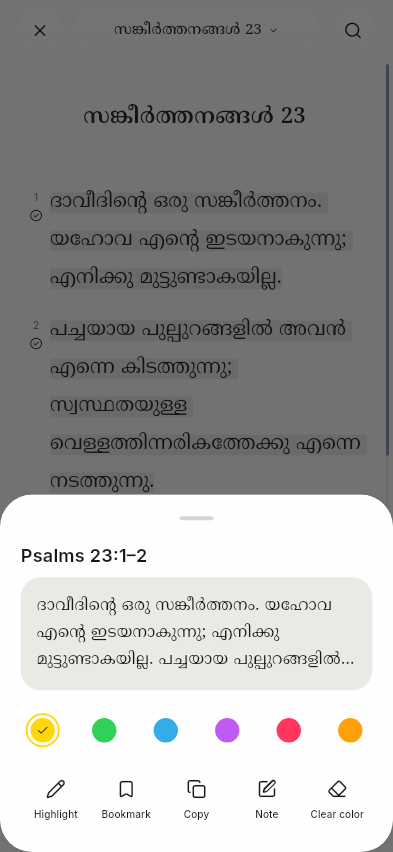 സങ്കീർത്തനങ്ങൾ 23
സങ്കീർത്തനങ്ങൾ 23
1 ദാവീദിന്റെ ഒരു സങ്കീർത്തനം.
യഹോവ എന്റെ ഇടയനാകുന്നു;
എനിക്കു മുട്ടുണ്ടാകയില്ല.
2 പച്ചയായ പുല്പുറങ്ങളിൽ അവൻ
എന്നെ കിടത്തുന്നു;
സ്വസ്ഥതയുള്ള
വെള്ളത്തിന്നരികത്തേക്കു എന്നെ
നടത്തുന്നു.
Psalms 23:1–2
ദാവീദിന്റെ ഒരു സങ്കീർത്തനം. യഹോവ
എന്റെ ഇടയനാകുന്നു; എനിക്കു
മുട്ടുണ്ടാകയില്ല. പച്ചയായ പുല്പുറങ്ങളിൽ...
Highlight Bookmark Copy Note Clear color